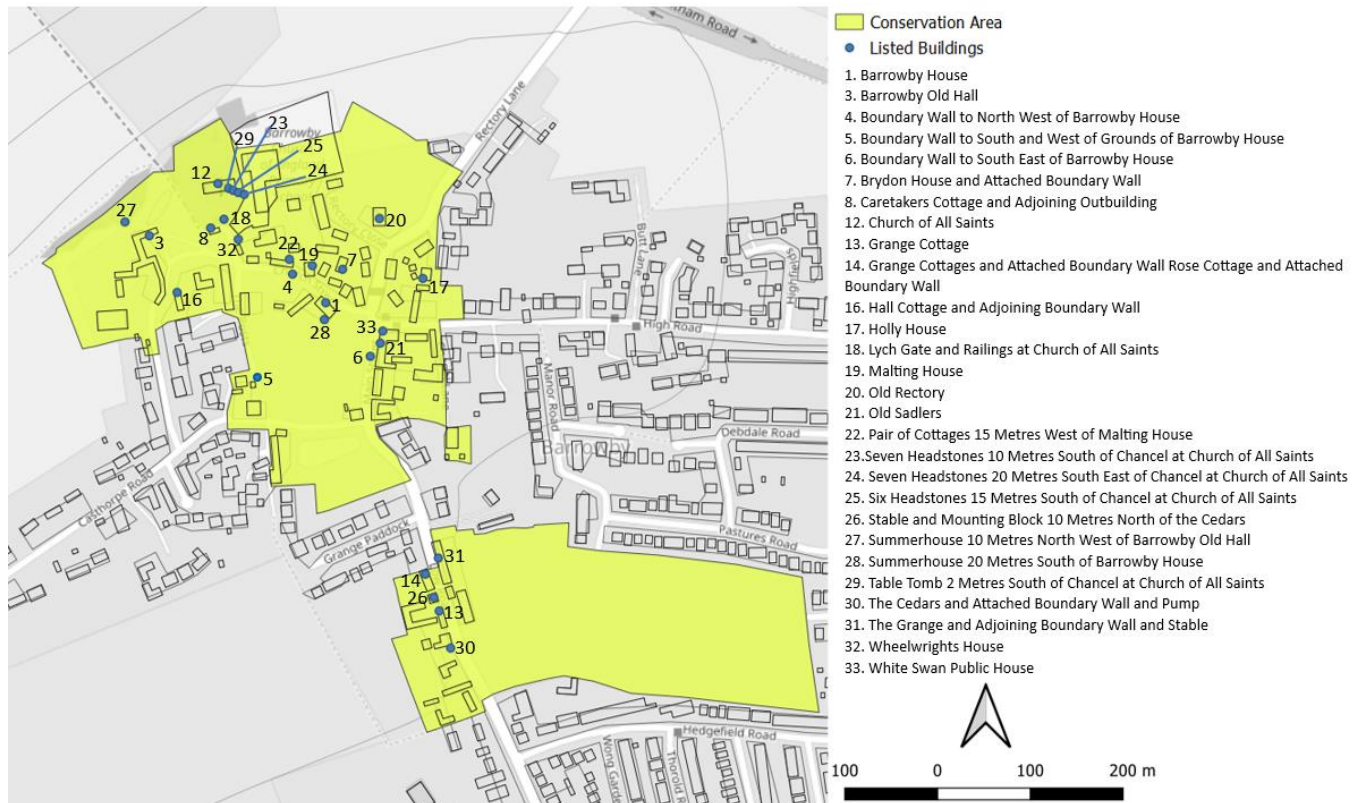 tham Road
Rectory Lane
Barrowby
23
29
25
24
12
27
18
20
3
8
32
22
19
7
4
17
16
1
28
33
High Road
Butt Lane
Highfields
21
6
5
Manor Road
Debdale Road
Barrowby
Casthorpe Road
Pastures Road
Grange Paddock
31
14
26
13
30
Hedgefield Road
Wong Garde
Thorold R
Conservation Area
Listed Buildings
1. Barrowby House
3. Barrowby Old Hall
4. Boundary Wall to North West of Barrowby House
5. Boundary Wall to South and West of Grounds of Barrowby House
6. Boundary Wall to South East of Barrowby House
7. Brydon House and Attached Boundary Wall
8. Caretakers Cottage and Adjoining Outbuilding
12. Church of All Saints
13. Grange Cottage
14. Grange Cottages and Attached Boundary Wall Rose Cottage and Attached
Boundary Wall
16. Hall Cottage and Adjoining Boundary Wall
17. Holly House
18. Lych Gate and Railings at Church of All Saints
19. Malting House
20. Old Rectory
21. Old Sadlers
22. Pair of Cottages 15 Metres West of Malting House
23.Seven Headstones 10 Metres South of Chancel at Church of All Saints
24. Seven Headstones 20 Metres South East of Chancel at Church of All Saints
25. Six Headstones 15 Metres South of Chancel at Church of All Saints
26. Stable and Mounting Block 10 Metres North of the Cedars
27. Summerhouse 10 Metres North West of Barrowby Old Hall
28. Summerhouse 20 Metres South of Barrowby House
29. Table Tomb 2 Metres South of Chancel at Church of All Saints
30. The Cedars and Attached Boundary Wall and Pump
31. The Grange and Adjoining Boundary Wall and Stable
32. Wheelwrights House
33. White Swan Public House
100 0 100 200 m